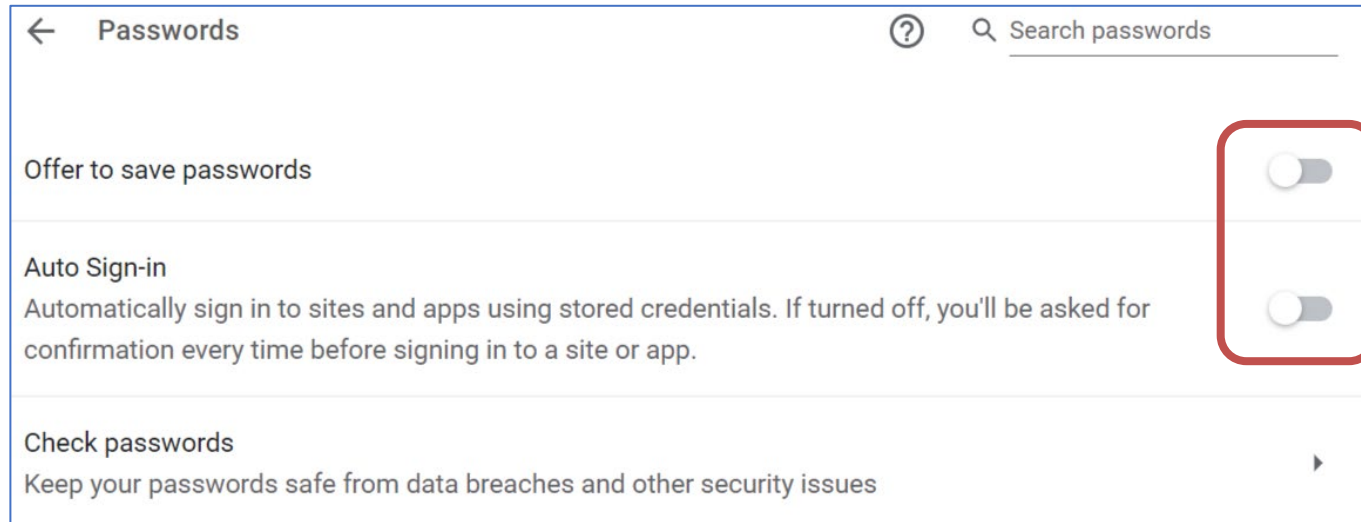 Passwords
Search passwords
Offer to save passwords
Auto Sign-in
Automatically sign in to sites and apps using stored credentials. If turned off, you'll be asked for
confirmation every time before signing in to a site or app.
Check passwords
Keep your passwords safe from data breaches and other security issues